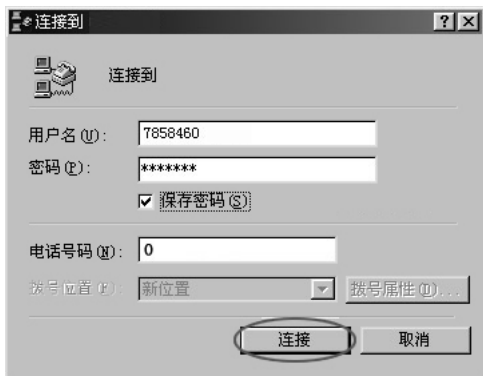 连接到
连接到
用户名(U): 7858460
密码(P): *******
保存密码(S)
电话号码(N): 0
拨号位置(F): 新位置 拨号属性(D)...
连接 取消